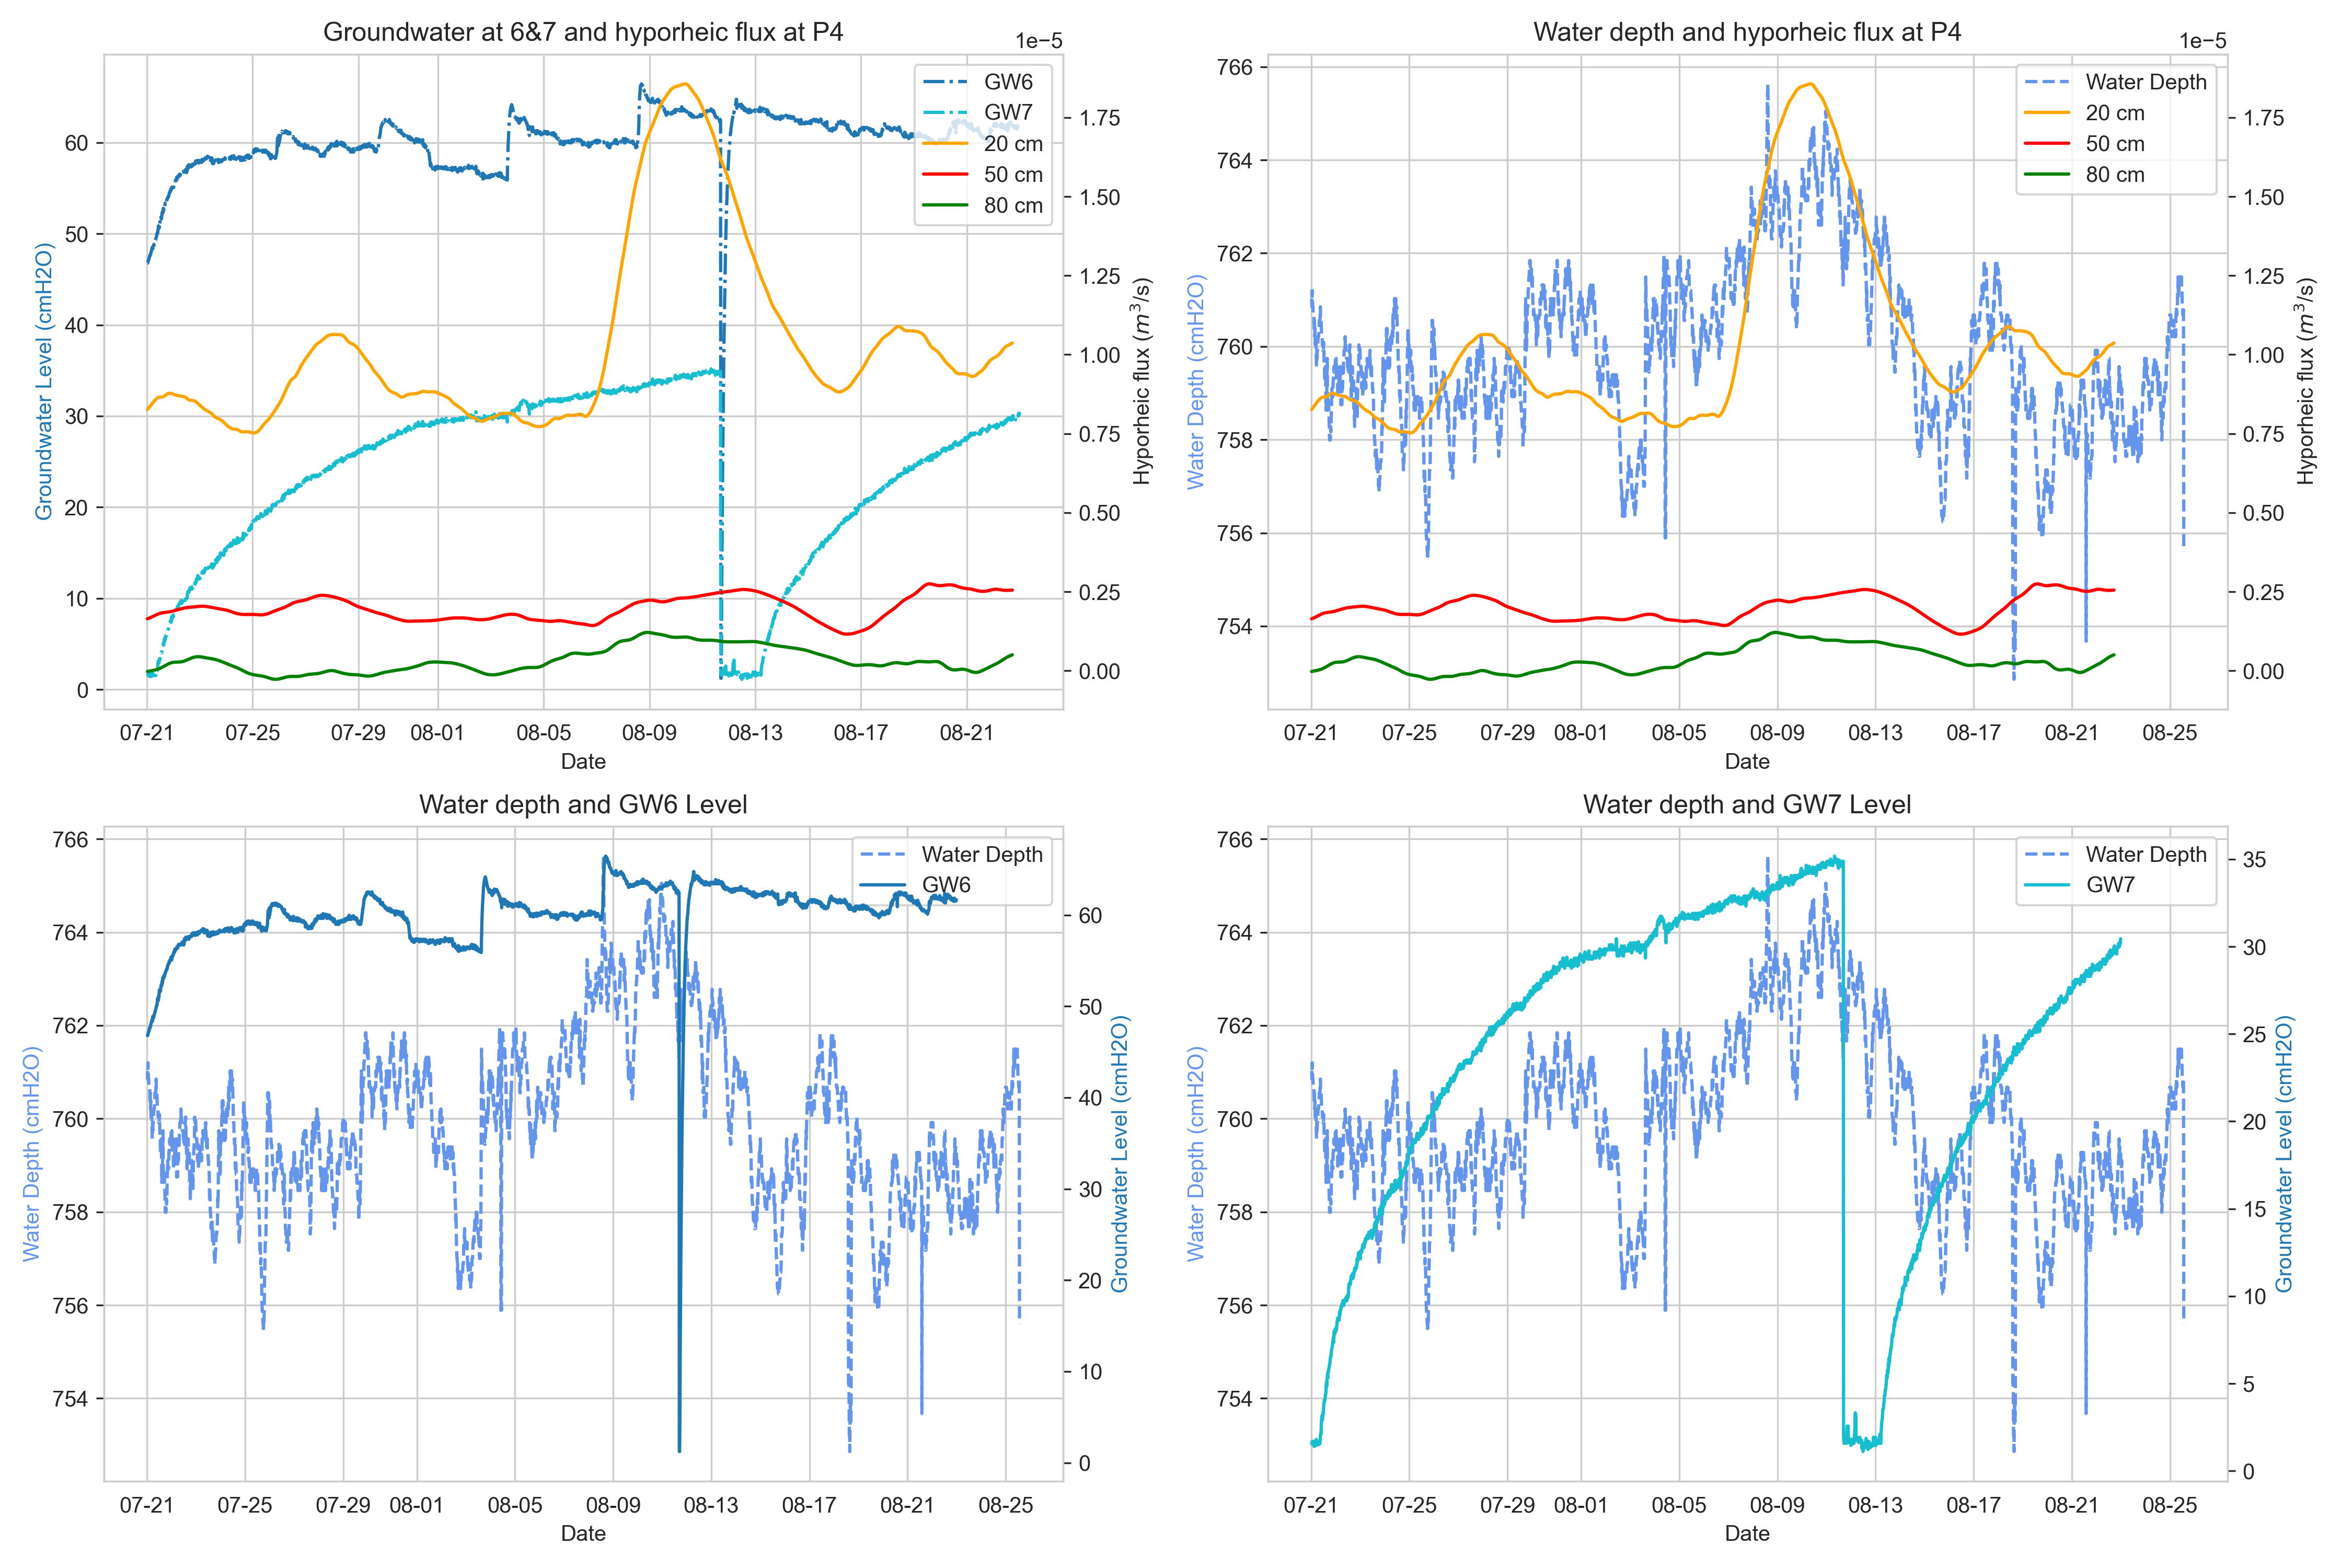 Groundwater at 6&7 and hyporheic flux at P4
1e−5
GW6
GW7
20 cm
50 cm
80 cm
60
50
40
30
20
10
0
Groundwater Level (cmH2O)
1.75
1.50
1.25
1.00
0.75
0.50
0.25
0.00
Hyporheic flux (m³/s)
07-21 07-25 07-29 08-01 08-05 08-09 08-13 08-17 08-21
Date
Water depth and hyporheic flux at P4
1e−5
Water Depth
20 cm
50 cm
80 cm
766
764
762
760
758
756
754
Water Depth (cmH2O)
1.75
1.50
1.25
1.00
0.75
0.50
0.25
0.00
Hyporheic flux (m³/s)
07-21 07-25 07-29 08-01 08-05 08-09 08-13 08-17 08-21 08-25
Date
Water depth and GW6 Level
Water Depth
GW6
766
764
762
760
758
756
754
Water Depth (cmH2O)
60
50
40
30
20
10
0
Groundwater Level (cmH2O)
07-21 07-25 07-29 08-01 08-05 08-09 08-13 08-17 08-21 08-25
Date
Water depth and GW7 Level
Water Depth
GW7
766
764
762
760
758
756
754
Water Depth (cmH2O)
35
30
25
20
15
10
5
0
Groundwater Level (cmH2O)
07-21 07-25 07-29 08-01 08-05 08-09 08-13 08-17 08-21 08-25
Date